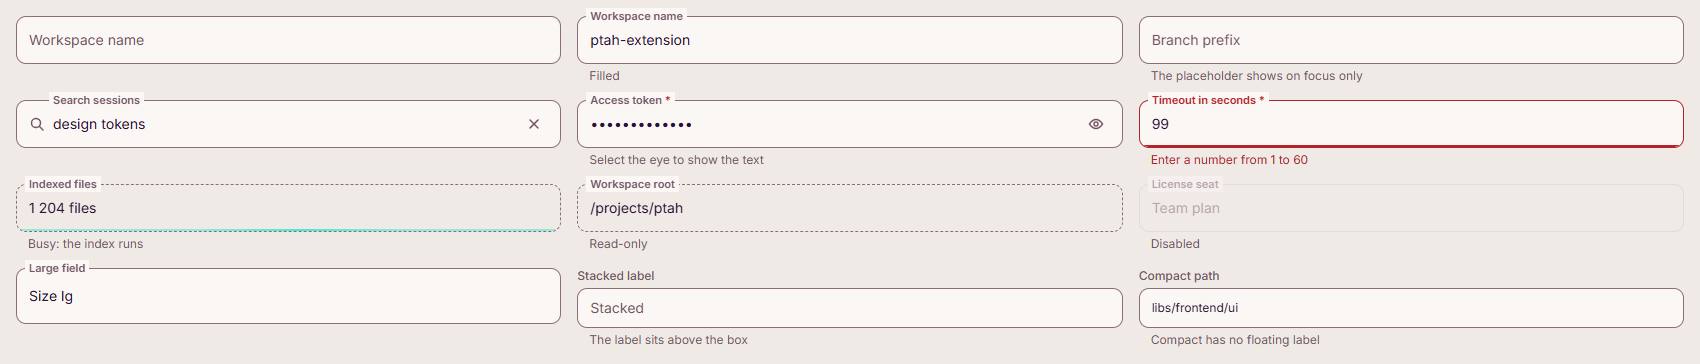 Workspace name
Workspace name
ptah-extension
Filled
Branch prefix
The placeholder shows on focus only
Search sessions
design tokens
Access token *
•••••••••••••
Select the eye to show the text
Timeout in seconds *
99
Enter a number from 1 to 60
Indexed files
1 204 files
Busy: the index runs
Workspace root
/projects/ptah
Read-only
License seat
Team plan
Disabled
Large field
Size lg
Stacked label
Stacked
The label sits above the box
Compact path
libs/frontend/ui
Compact has no floating label